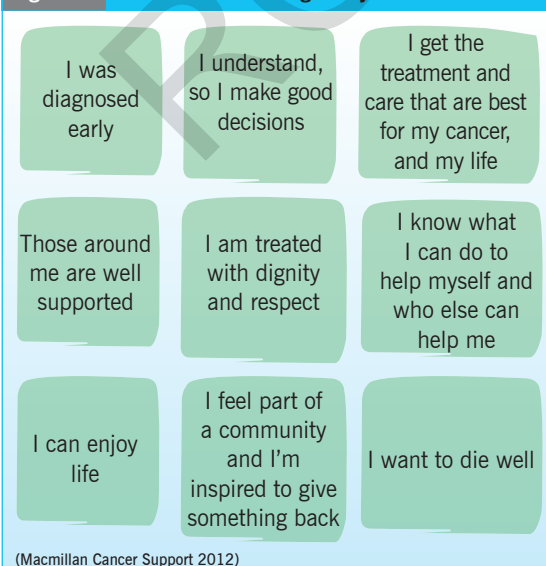 I was
diagnosed
early
I understand,
so I make good
decisions
I get the
treatment and
care that are best
for my cancer,
and my life
Those around
me are well
supported
I am treated
with dignity
and respect
I know what
I can do to
help myself and
who else can
help me
I can enjoy
life
I feel part of
a community
and I'm
inspired to give
something back
I want to die well
(Macmillan Cancer Support 2012)